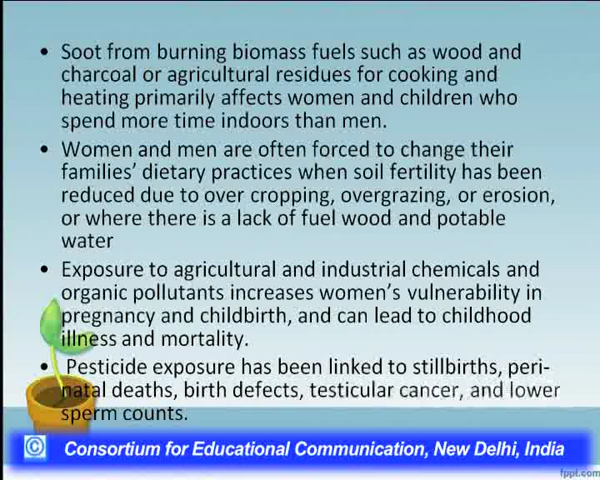 • Soot from burning biomass fuels such as wood and
charcoal or agricultural residues for cooking and
heating primarily affects women and children who
spend more time indoors than men.
• Women and men are often forced to change their
families' dietary practices when soil fertility has been
reduced due to over cropping, overgrazing, or erosion,
or where there is a lack of fuel wood and potable
water
• Exposure to agricultural and industrial chemicals and
organic pollutants increases women's vulnerability in
pregnancy and childbirth, and can lead to childhood
illness and mortality.
• Pesticide exposure has been linked to stillbirths, peri-
natal deaths, birth defects, testicular cancer, and lower
sperm counts.
© Consortium for Educational Communication, New Delhi, India
fppt.com